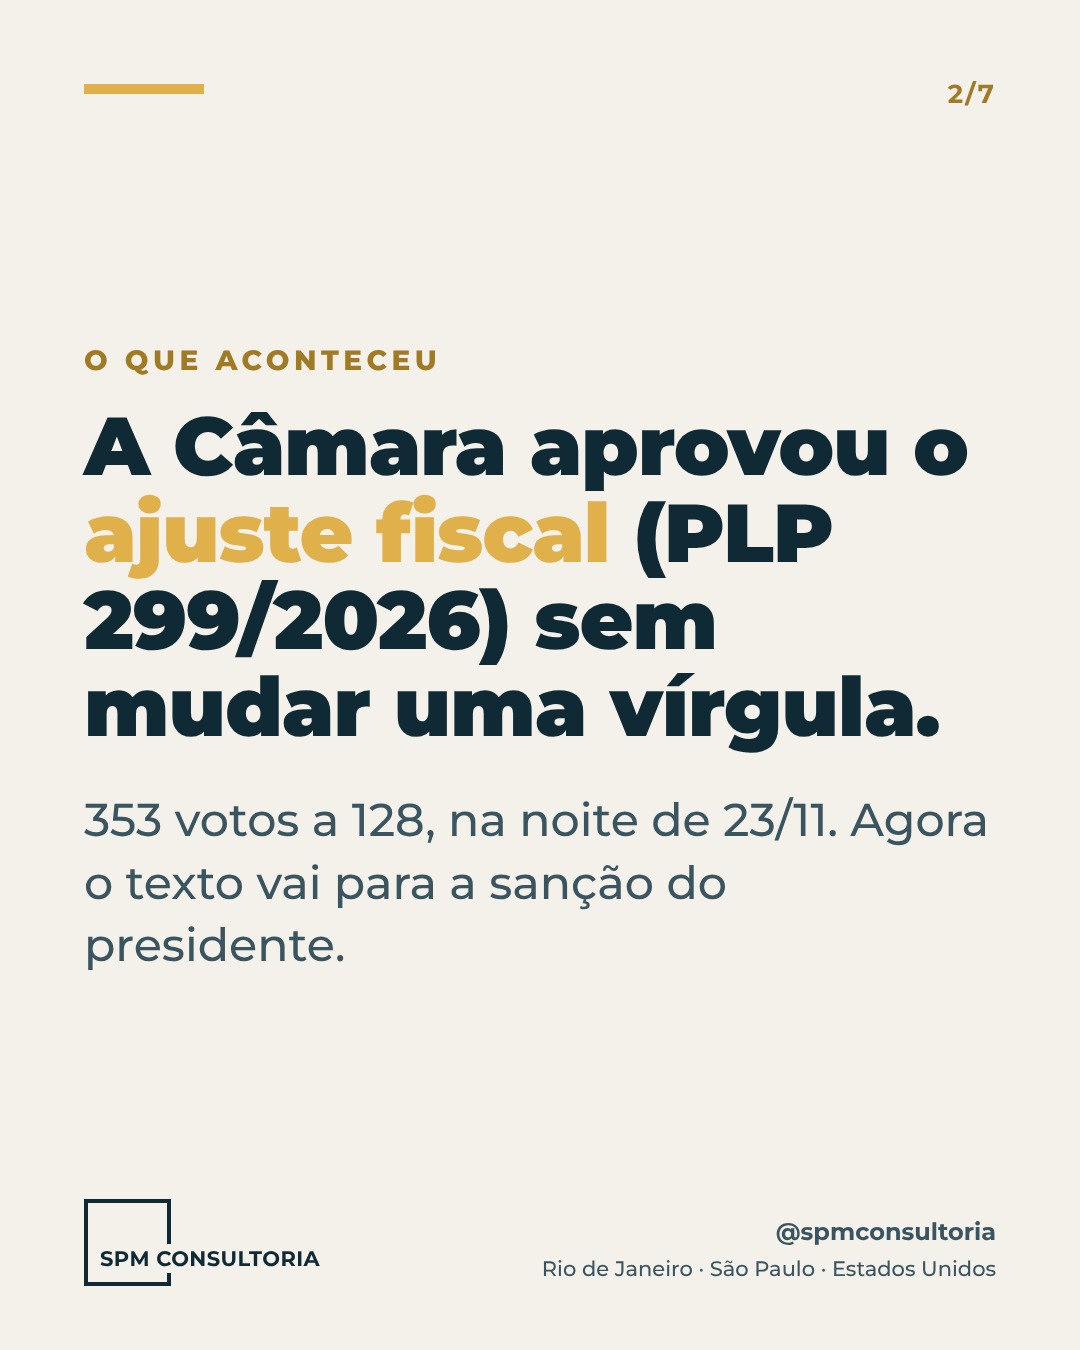 2/7
O QUE ACONTECEU
A Câmara aprovou o
ajuste fiscal (PLP
299/2026) sem
mudar uma vírgula.
353 votos a 128, na noite de 23/11. Agora
o texto vai para a sanção do
presidente.
SPM CONSULTORIA
@spmconsultoria
Rio de Janeiro · São Paulo · Estados Unidos